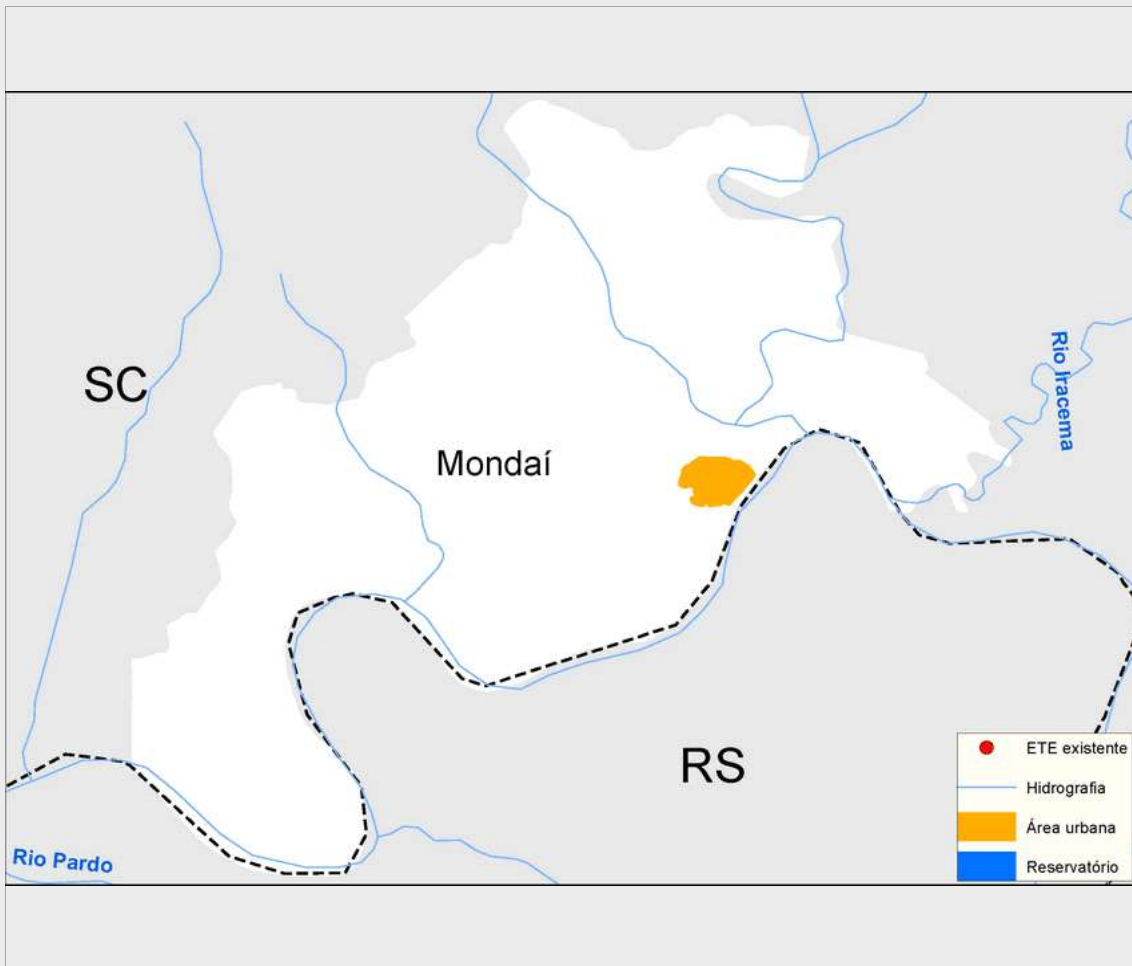 SC
Rio Iracema
Mondaí
RS
Rio Pardo
ETE existente
Hidrografia
Área urbana
Reservatório